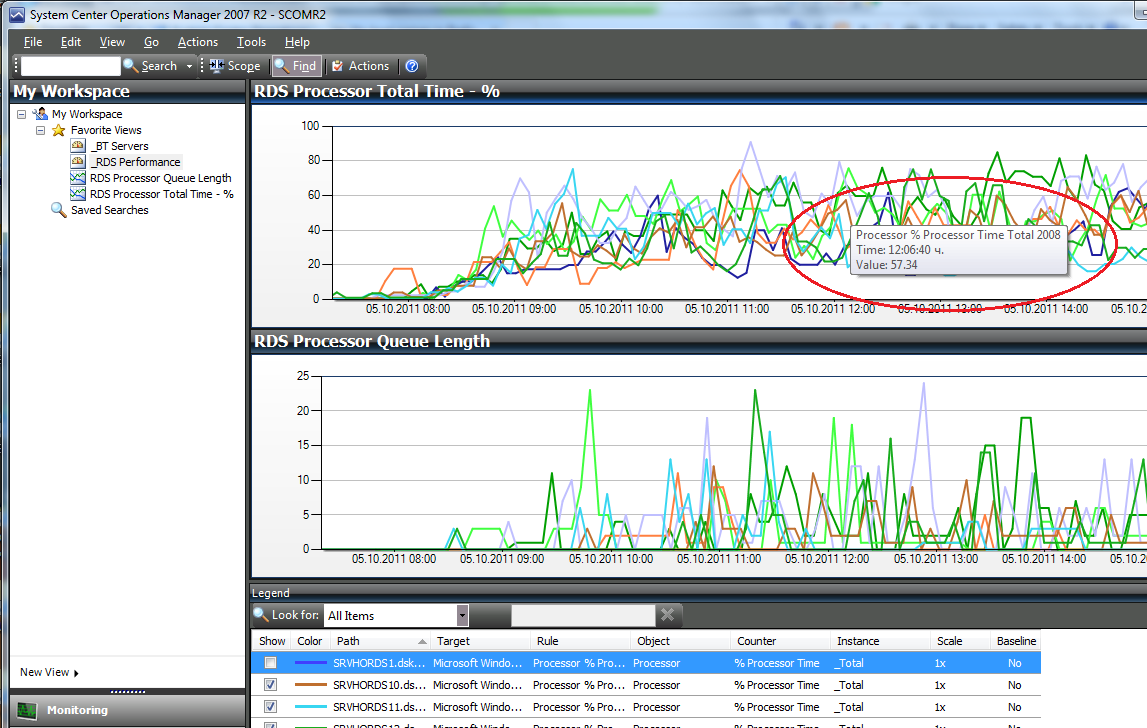 System Center Operations Manager 2007 R2 - SCOMR2
File Edit View Go Actions Tools Help
Search Scope Find Actions
My Workspace
My Workspace
Favorite Views
_BT Servers
_RDS Performance
RDS Processor Queue Length
RDS Processor Total Time - %
Saved Searches
New View
Monitoring
RDS Processor Total Time - %
100
80
60
40
20
0
05.10.2011 08:00 05.10.2011 09:00 05.10.2011 10:00 05.10.2011 11:00 05.10.2011 12:00 05.10.2011 13:00 05.10.2011 14:00 05.10.20
Processor % Processor Time Total 2008
Time: 12:06:40 ч.
Value: 57.34
RDS Processor Queue Length
25
20
15
10
5
0
05.10.2011 08:00 05.10.2011 09:00 05.10.2011 10:00 05.10.2011 11:00 05.10.2011 12:00 05.10.2011 13:00 05.10.2011 14:00 05.10.20
Legend
Look for: All Items
Show Color Path Target Rule Object Counter Instance Scale Baseline
SRVHORDS1.dsk... Microsoft Windo... Processor % Pro... Processor % Processor Time _Total 1x No
SRVHORDS10.ds... Microsoft Windo... Processor % Pro... Processor % Processor Time _Total 1x No
SRVHORDS11.ds... Microsoft Windo... Processor % Pro... Processor % Processor Time _Total 1x No